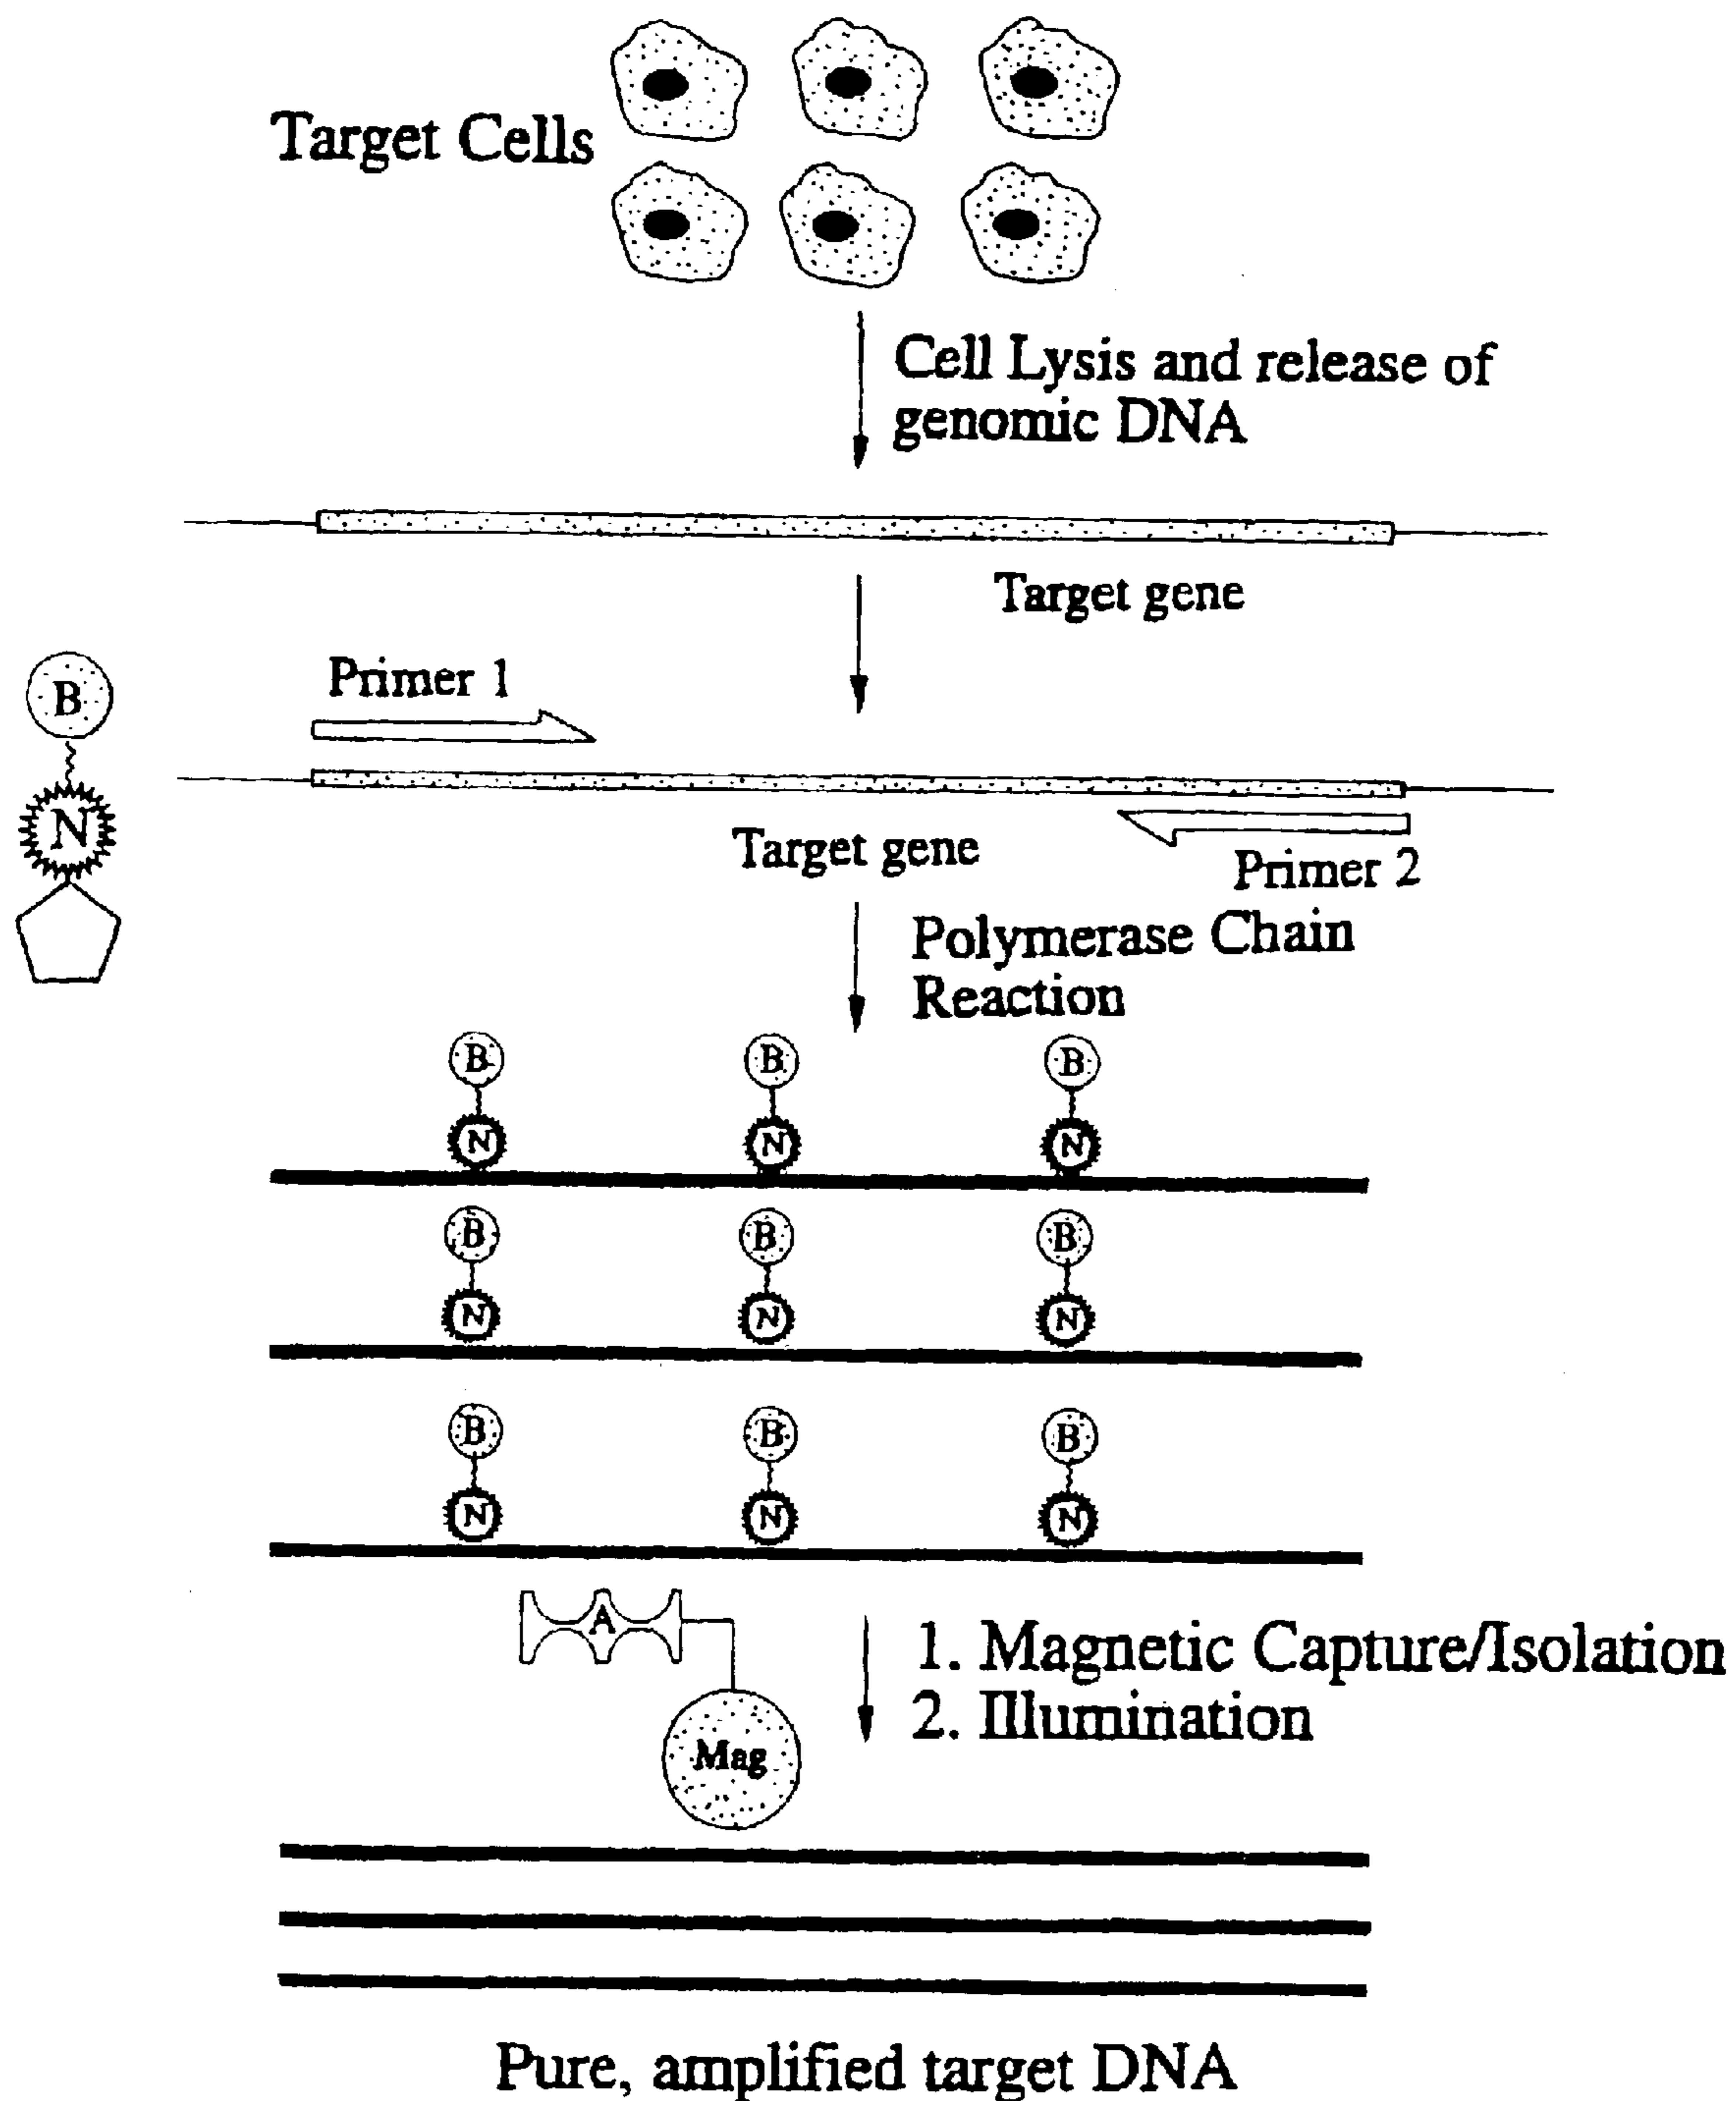 Target Cells
Cell Lysis and release of
genomic DNA
Target gene
Primer 1
B
N
Target gene
Primer 2
Polymerase Chain
Reaction
B B B
N N N
B B B
N N N
B B B
N N N
A
1. Magnetic Capture/Isolation
2. Illumination
Mag
Pure, amplified target DNA